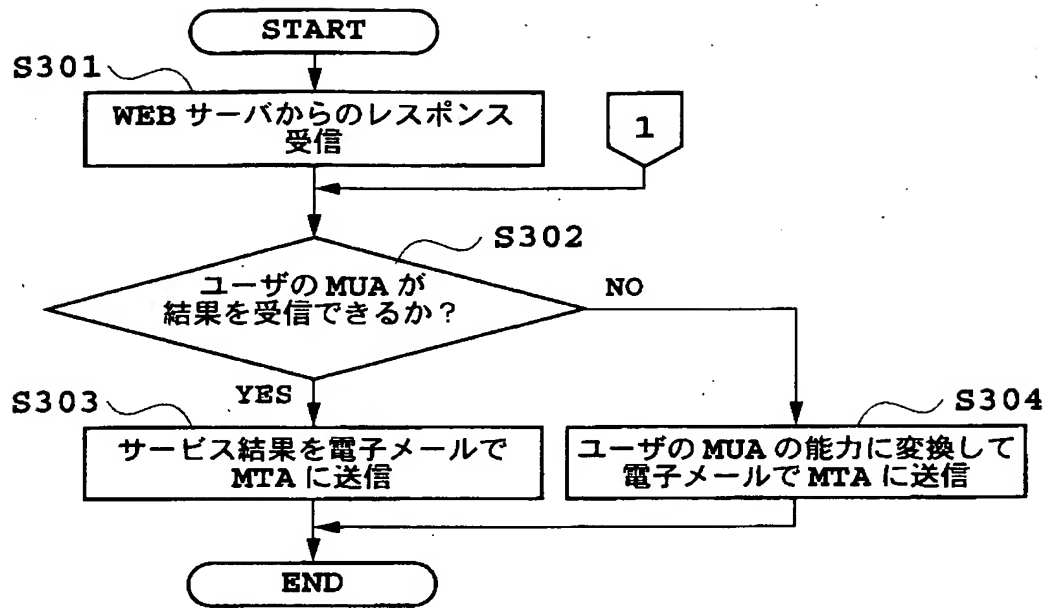 START
S301
WEB サーバからのレスポンス
受信
1
S302
ユーザの MUA が
結果を受信できるか？
NO
YES
S303
サービス結果を電子メールで
MTA に送信
S304
ユーザの MUA の能力に変換して
電子メールで MTA に送信
END